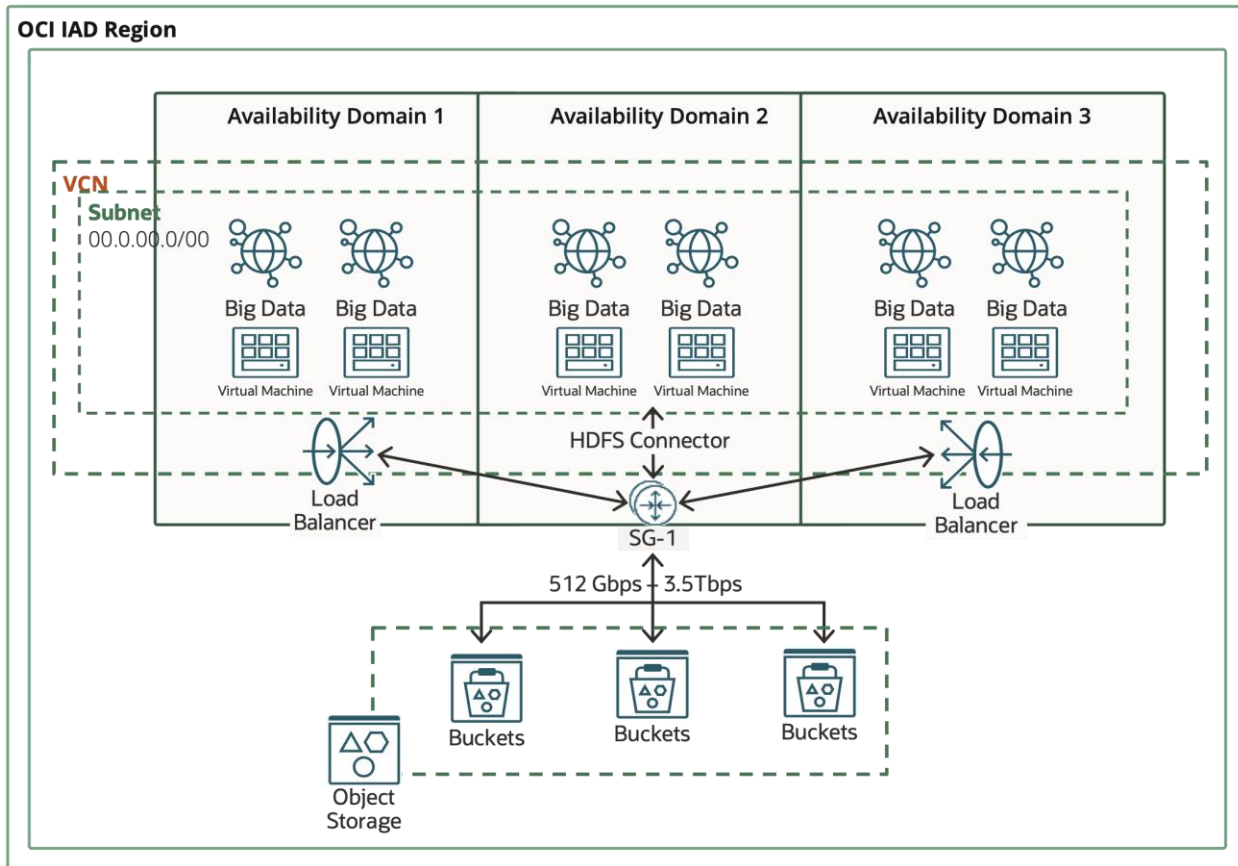 OCI IAD Region
Availability Domain 1
Availability Domain 2
Availability Domain 3
VCN
Subnet
00.0.00.0/00
Big Data
Big Data
Big Data
Big Data
Big Data
Big Data
Virtual Machine
Virtual Machine
Virtual Machine
Virtual Machine
Virtual Machine
Virtual Machine
HDFS Connector
Load
Balancer
Load
Balancer
SG-1
512 Gbps – 3.5Tbps
Buckets
Buckets
Buckets
Object
Storage